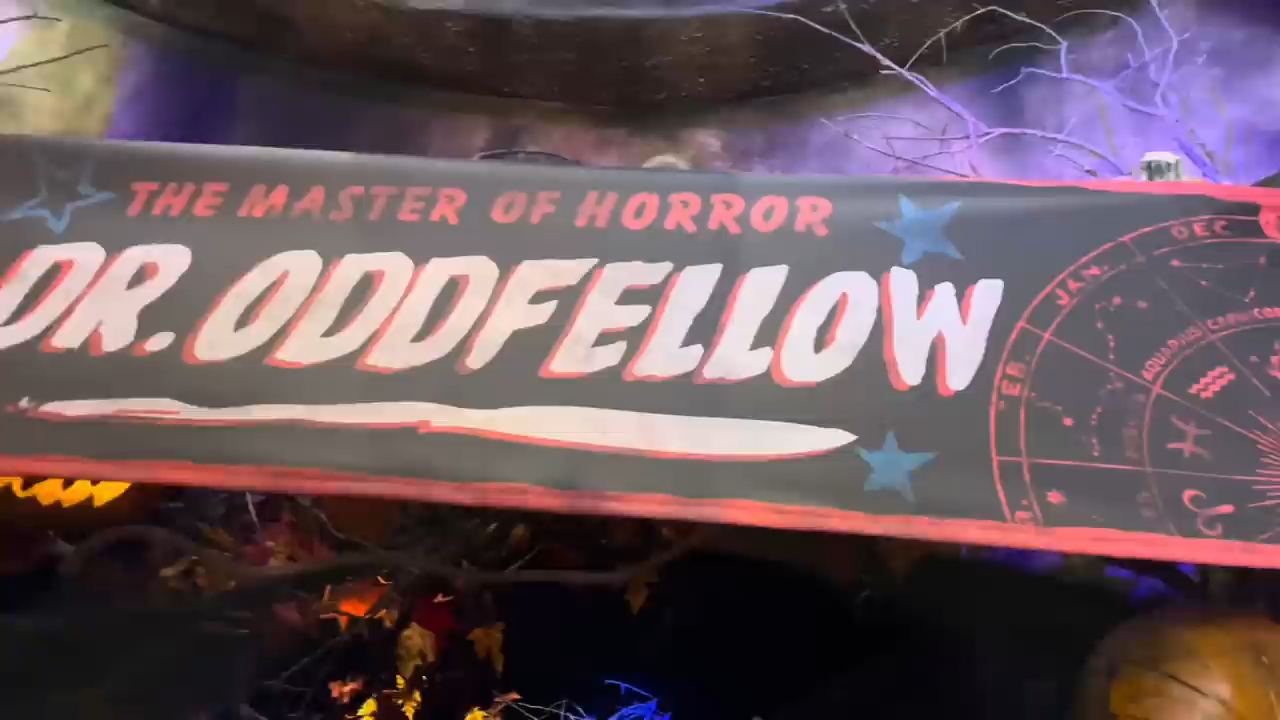 THE MASTER OF HORROR
DR. ODDFELLOW
DEC
JAN.
AQUARIUS